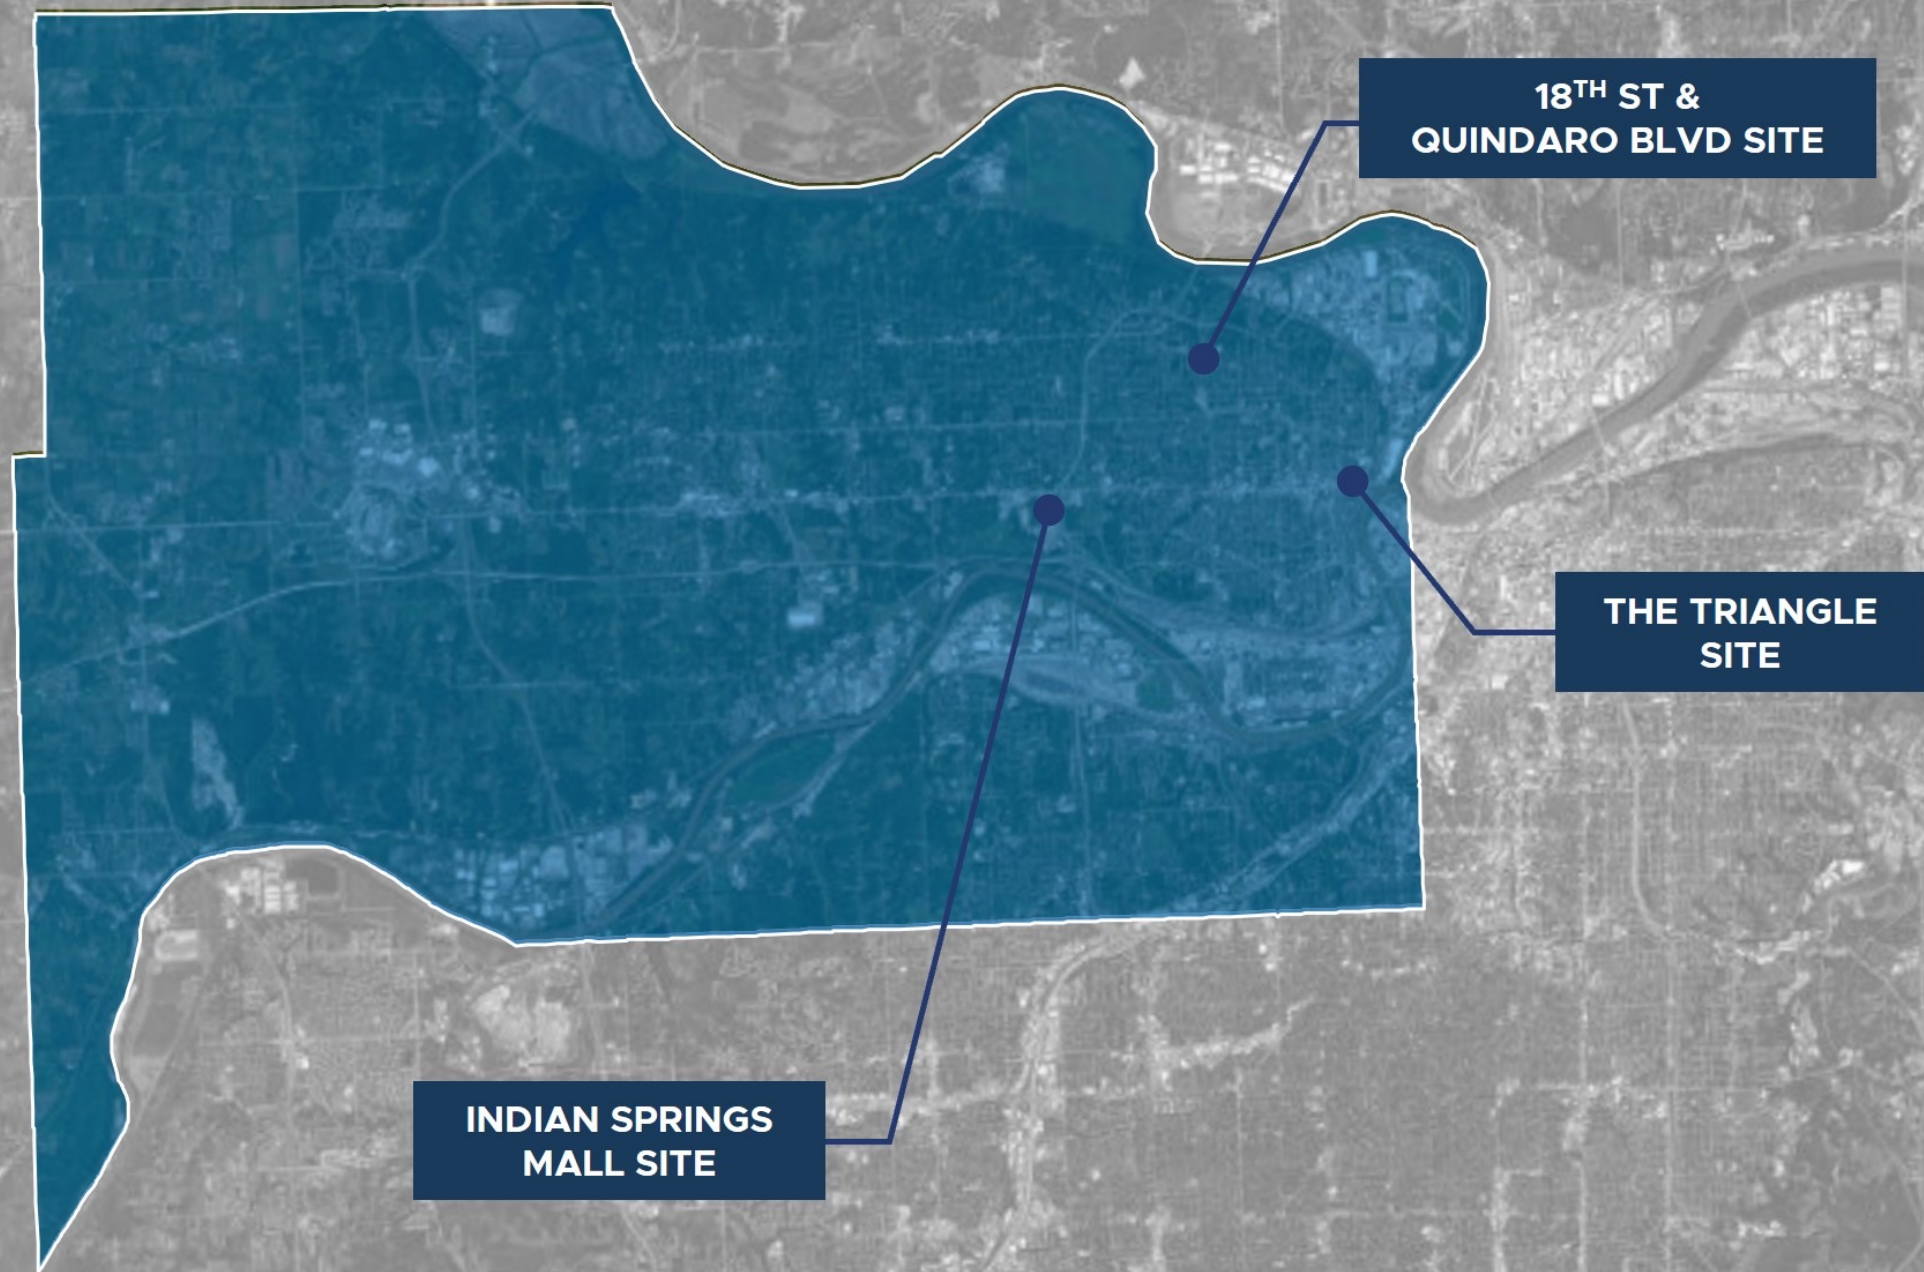 18TH ST &
QUINDARO BLVD SITE
THE TRIANGLE
SITE
INDIAN SPRINGS
MALL SITE